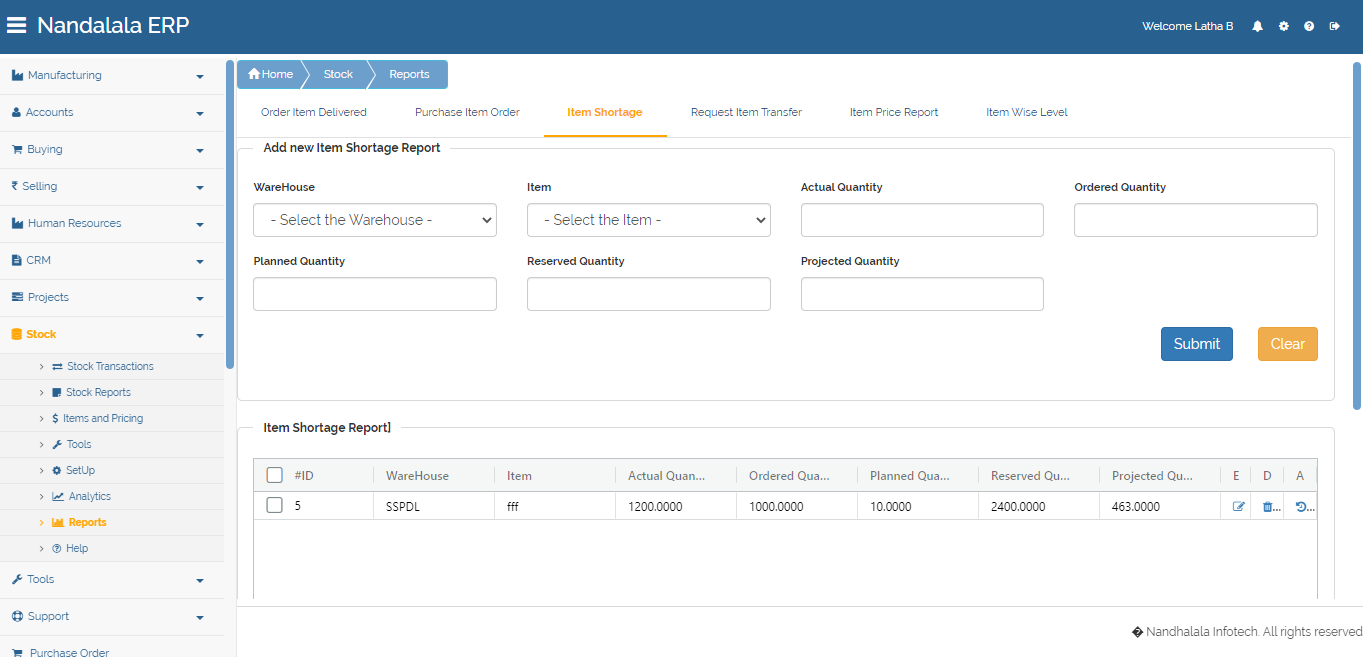 Nandalala ERP
Welcome Latha B
Manufacturing
Accounts
Buying
Selling
Human Resources
CRM
Projects
Stock
Stock Transactions
Stock Reports
Items and Pricing
Tools
SetUp
Analytics
Reports
Help
Tools
Support
Purchase Order
Home Stock Reports
Order Item Delivered Purchase Item Order Item Shortage Request Item Transfer Item Price Report Item Wise Level
Add new Item Shortage Report
WareHouse Item Actual Quantity Ordered Quantity
- Select the Warehouse - - Select the Item -
Planned Quantity Reserved Quantity Projected Quantity
Submit Clear
Item Shortage Report]
#ID WareHouse Item Actual Quan... Ordered Qua... Planned Qua... Reserved Qu... Projected Qu... E D A
5 SSPDL fff 1200.0000 1000.0000 10.0000 2400.0000 463.0000 ... ...
� Nandhalala Infotech. All rights reserved